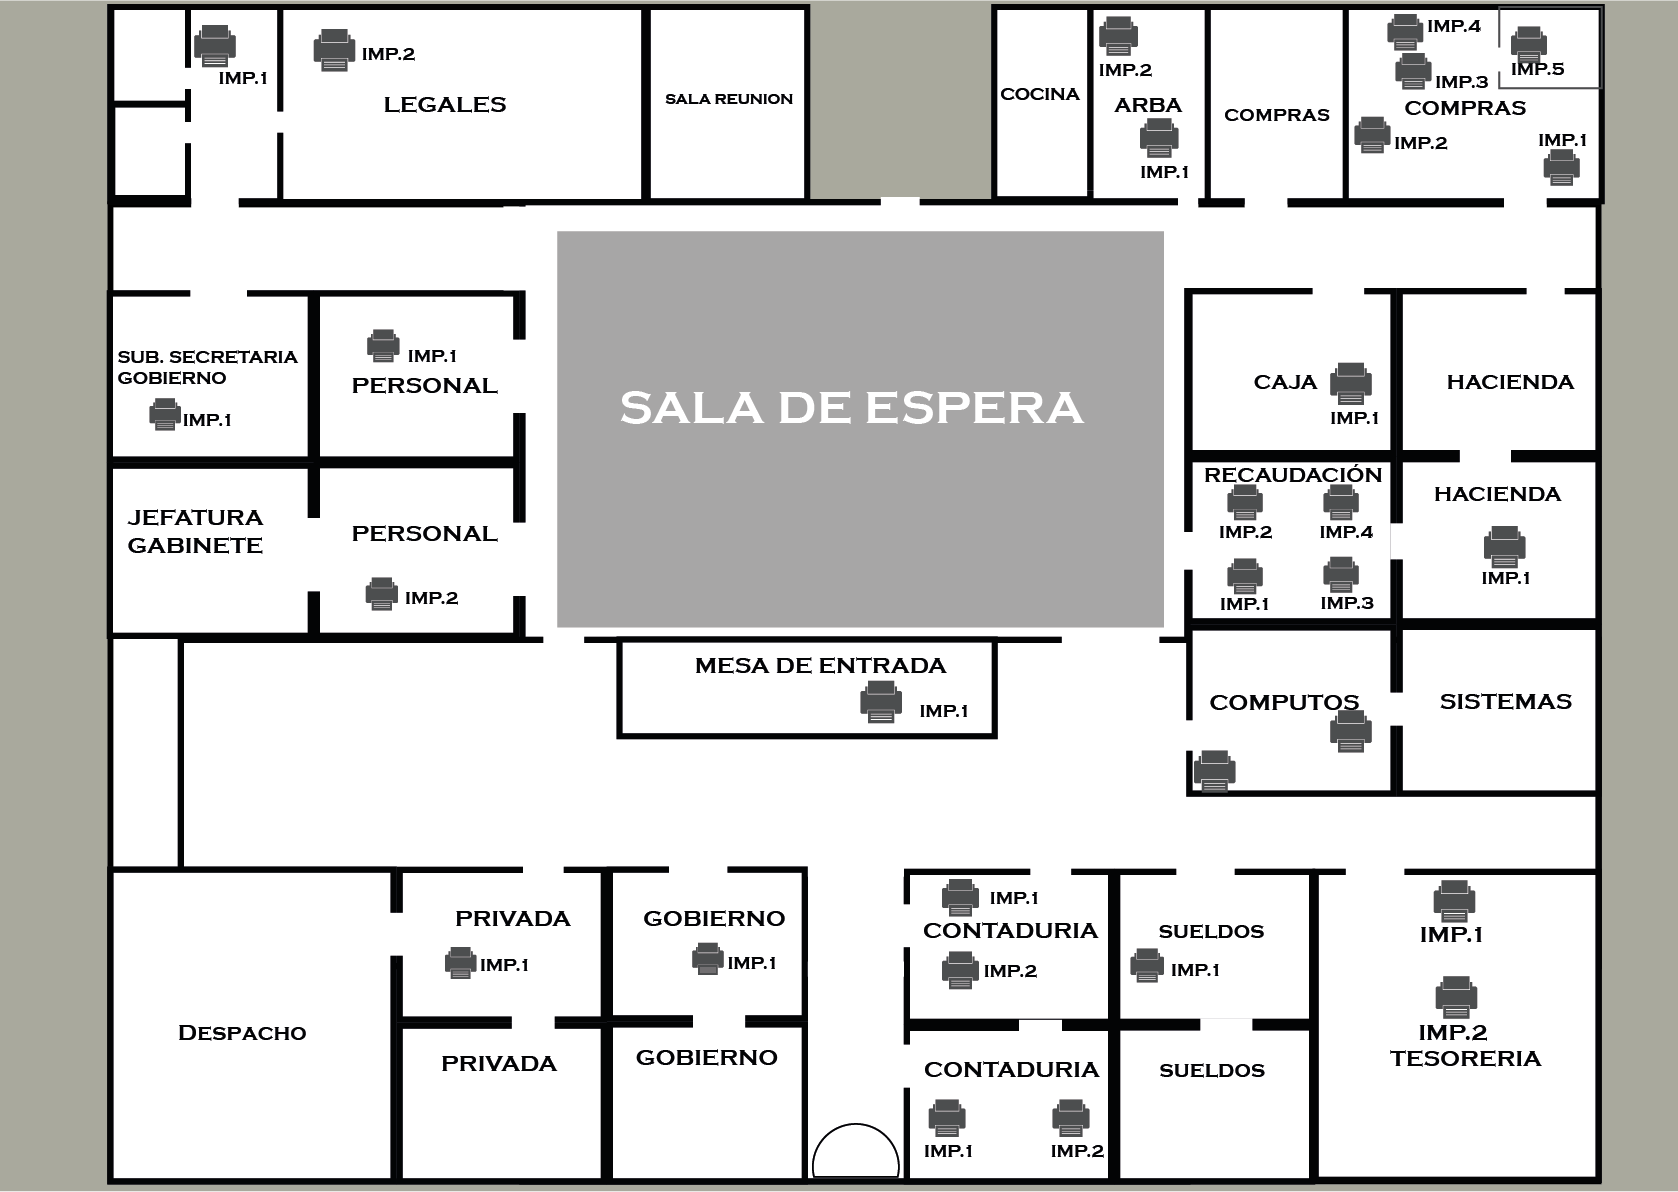 IMP.1
IMP.2
LEGALES
SALA REUNION
COCINA
IMP.2
ARBA
IMP.1
COMPRAS
IMP.4
IMP.5
IMP.3
COMPRAS
IMP.2
IMP.1
SUB. SECRETARIA
GOBIERNO
IMP.1
IMP.1
PERSONAL
SALA DE ESPERA
CAJA
IMP.1
HACIENDA
JEFATURA
GABINETE
PERSONAL
IMP.2
RECAUDACIÓN
IMP.2
IMP.4
IMP.1
IMP.3
HACIENDA
IMP.1
MESA DE ENTRADA
IMP.1
COMPUTOS
SISTEMAS
DESPACHO
PRIVADA
IMP.1
GOBIERNO
IMP.1
IMP.1
CONTADURIA
IMP.2
SUELDOS
IMP.1
IMP.1
IMP.2
TESORERIA
PRIVADA
GOBIERNO
CONTADURIA
IMP.1
IMP.2
SUELDOS